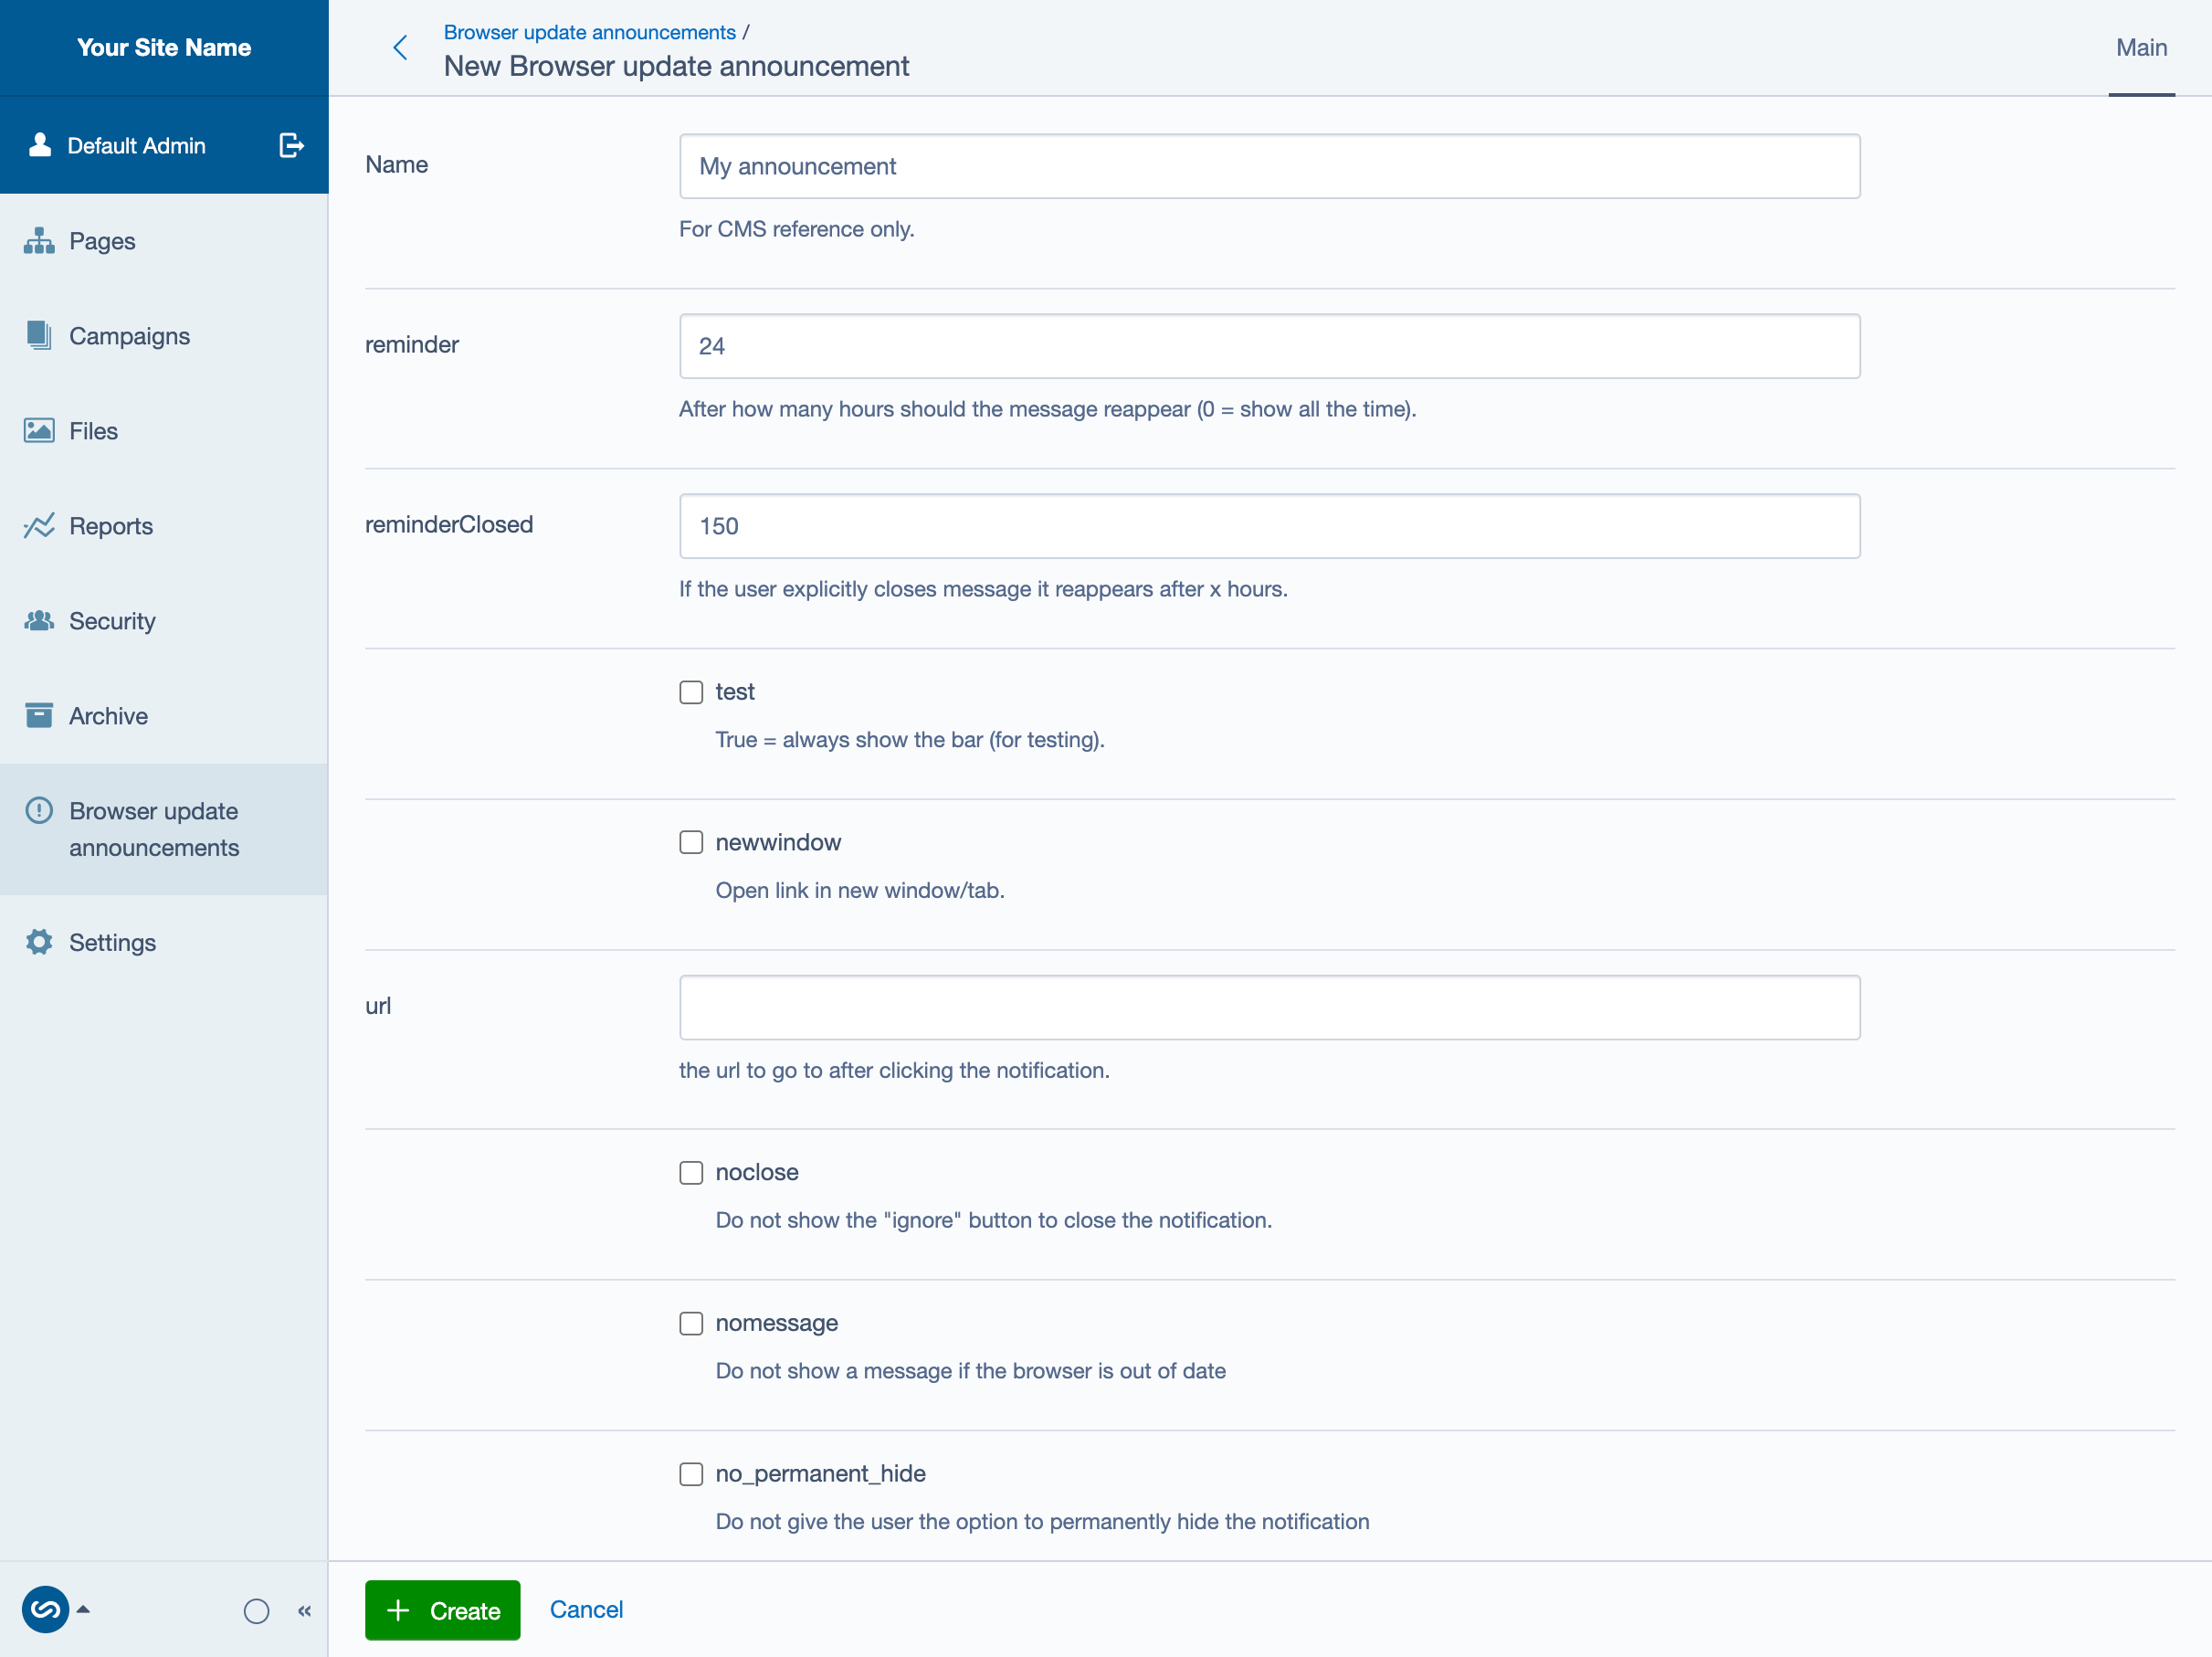 Your Site Name
Default Admin
Pages
Campaigns
Files
Reports
Security
Archive
Browser update
announcements
Settings
Browser update announcements /
New Browser update announcement
Main
Name
My announcement
For CMS reference only.
reminder
24
After how many hours should the message reappear (0 = show all the time).
reminderClosed
150
If the user explicitly closes message it reappears after x hours.
test
True = always show the bar (for testing).
newwindow
Open link in new window/tab.
url
the url to go to after clicking the notification.
noclose
Do not show the "ignore" button to close the notification.
nomessage
Do not show a message if the browser is out of date
no_permanent_hide
Do not give the user the option to permanently hide the notification
Create
Cancel